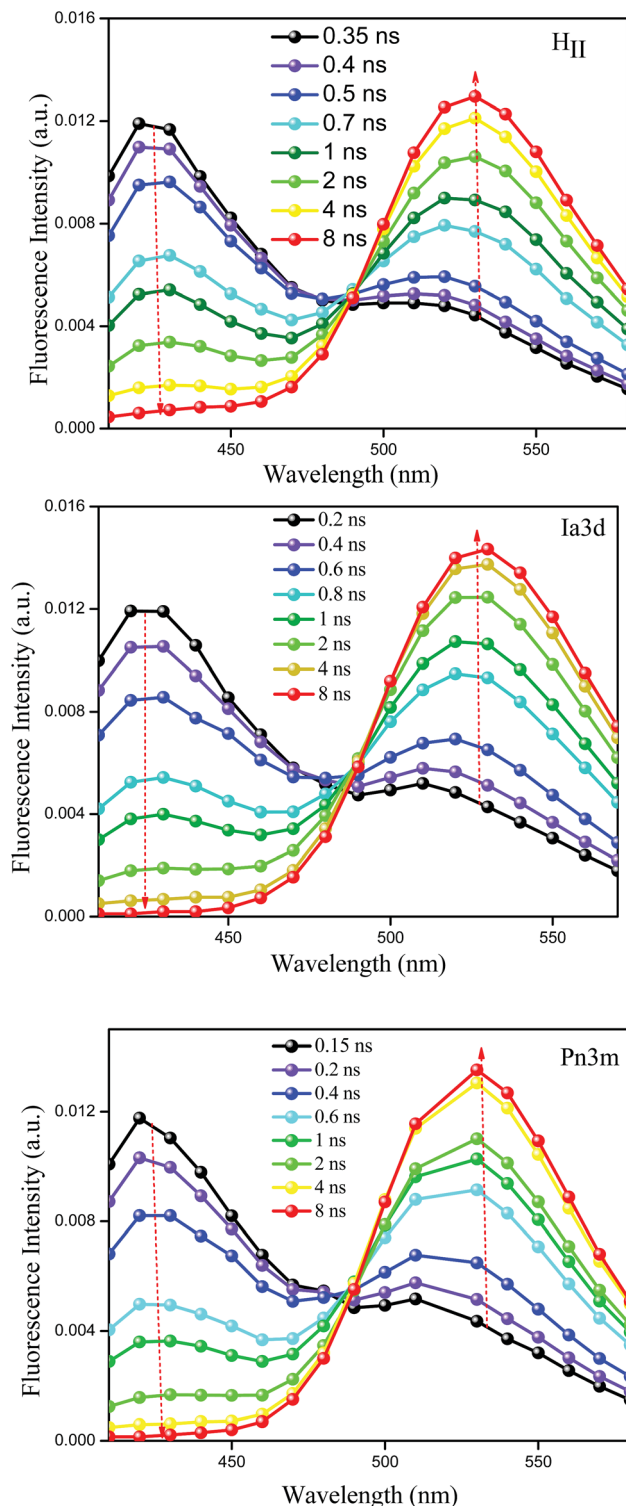 0.016
0.012
0.008
0.004
0.000
Fluorescence Intensity (a.u.)
H_II
0.35 ns
0.4 ns
0.5 ns
0.7 ns
1 ns
2 ns
4 ns
8 ns
450
500
550
Wavelength (nm)
0.016
0.012
0.008
0.004
0.000
Fluorescence Intensity (a.u.)
Ia3d
0.2 ns
0.4 ns
0.6 ns
0.8 ns
1 ns
2 ns
4 ns
8 ns
450
500
550
Wavelength (nm)
0.012
0.008
0.004
0.000
Fluorescence Intensity (a.u.)
Pn3m
0.15 ns
0.2 ns
0.4 ns
0.6 ns
1 ns
2 ns
4 ns
8 ns
450
500
550
Wavelength (nm)